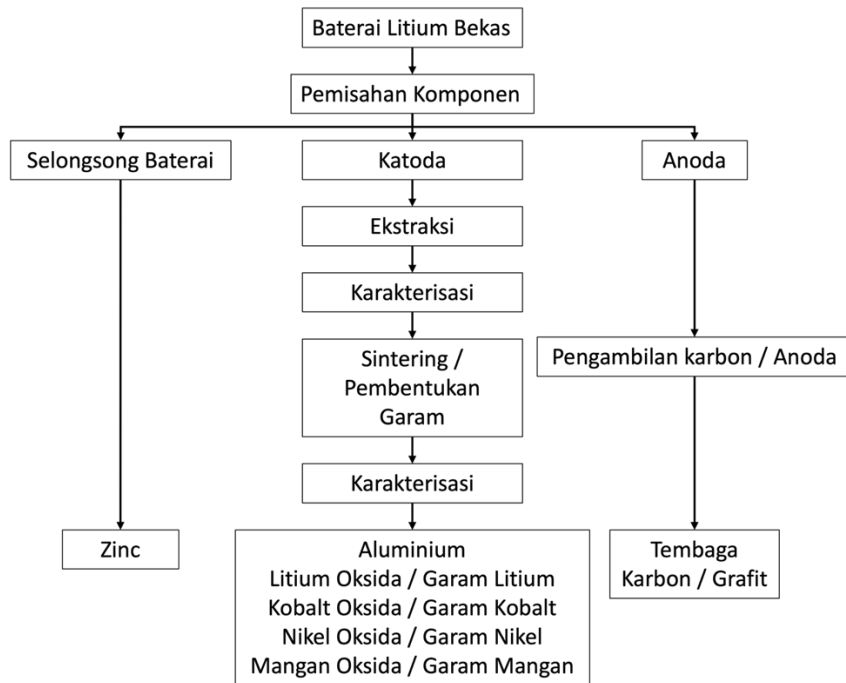 Baterai Litium Bekas
Pemisahan Komponen
Selongsong Baterai
Katoda
Anoda
Ekstraksi
Karakterisasi
Sintering /
Pembentukan
Garam
Pengambilan karbon / Anoda
Karakterisasi
Zinc
Aluminium
Litium Oksida / Garam Litium
Kobalt Oksida / Garam Kobalt
Nikel Oksida / Garam Nikel
Mangan Oksida / Garam Mangan
Tembaga
Karbon / Grafit